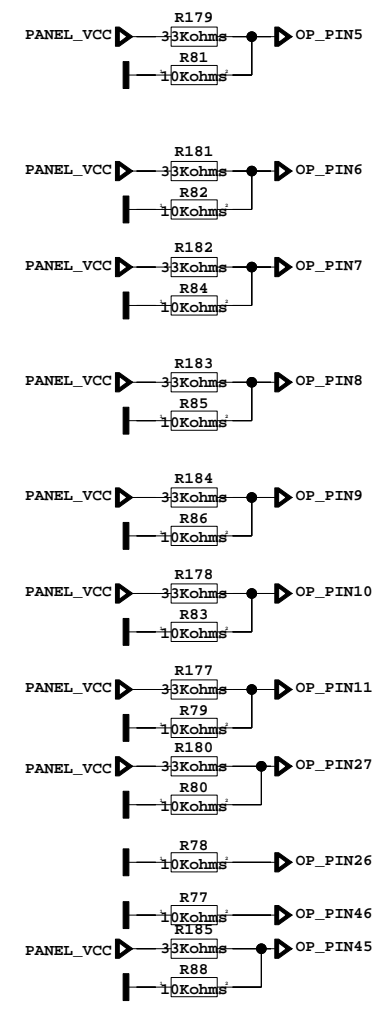 R179
PANEL_VCC 33Kohms OP_PIN5
R81
10Kohms
R181
PANEL_VCC 33Kohms OP_PIN6
R82
10Kohms
R182
PANEL_VCC 33Kohms OP_PIN7
R84
10Kohms
R183
PANEL_VCC 33Kohms OP_PIN8
R85
10Kohms
R184
PANEL_VCC 33Kohms OP_PIN9
R86
10Kohms
R178
PANEL_VCC 33Kohms OP_PIN10
R83
10Kohms
R177
PANEL_VCC 33Kohms OP_PIN11
R79
10Kohms
R180
PANEL_VCC 33Kohms OP_PIN27
R80
10Kohms
R78
10Kohms OP_PIN26
R77
10Kohms OP_PIN46
R185
PANEL_VCC 33Kohms OP_PIN45
R88
10Kohms